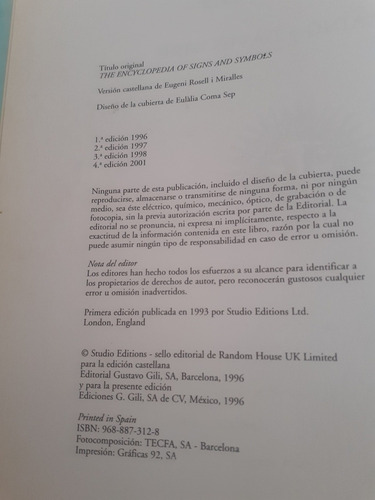 Título original
THE ENCYCLOPEDIA OF SIGNS AND SYMBOLS
Versión castellana de Eugeni Rosell i Miralles
Diseño de la cubierta de Eulàlia Coma Sep
1.ª edición 1996
2.ª edición 1997
3.ª edición 1998
4.ª edición 2001
Ninguna parte de esta publicación, incluido el diseño de la cubierta, puede
reproducirse, almacenarse o transmitirse de ninguna forma, ni por ningún
medio, sea éste eléctrico, químico, mecánico, óptico, de grabación o de
fotocopia, sin la previa autorización escrita por parte de la Editorial. La
editorial no se pronuncia, ni expresa ni implícitamente, respecto a la
exactitud de la información contenida en este libro, razón por la cual no
puede asumir ningún tipo de responsabilidad en caso de error u omisión.
Nota del editor
Los editores han hecho todos los esfuerzos a su alcance para identificar a
los propietarios de derechos de autor, pero reconocerán gustosos cualquier
error u omisión inadvertidos.
Primera edición publicada en 1993 por Studio Editions Ltd.
London, England
© Studio Editions - sello editorial de Random House UK Limited
para la edición castellana
Editorial Gustavo Gili, SA, Barcelona, 1996
y para la presente edición
Ediciones G. Gili, SA de CV, México, 1996
Printed in Spain
ISBN: 968-887-312-8
Fotocomposición: TECFA, SA - Barcelona
Impresión: Gráficas 92, SA